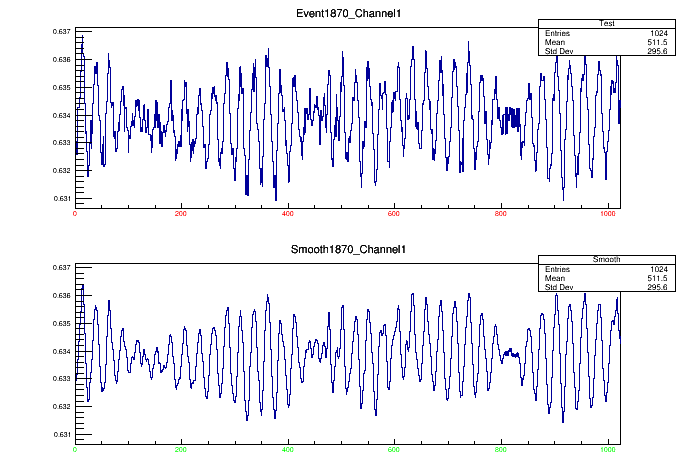 Event1870_Channel1
Test
Entries 1024
Mean 511.5
Std Dev 295.6
0.637
0.636
0.635
0.634
0.633
0.632
0.631
0 200 400 600 800 1000
Smooth1870_Channel1
Smooth
Entries 1024
Mean 511.5
Std Dev 295.6
0.637
0.636
0.635
0.634
0.633
0.632
0.631
0 200 400 600 800 1000